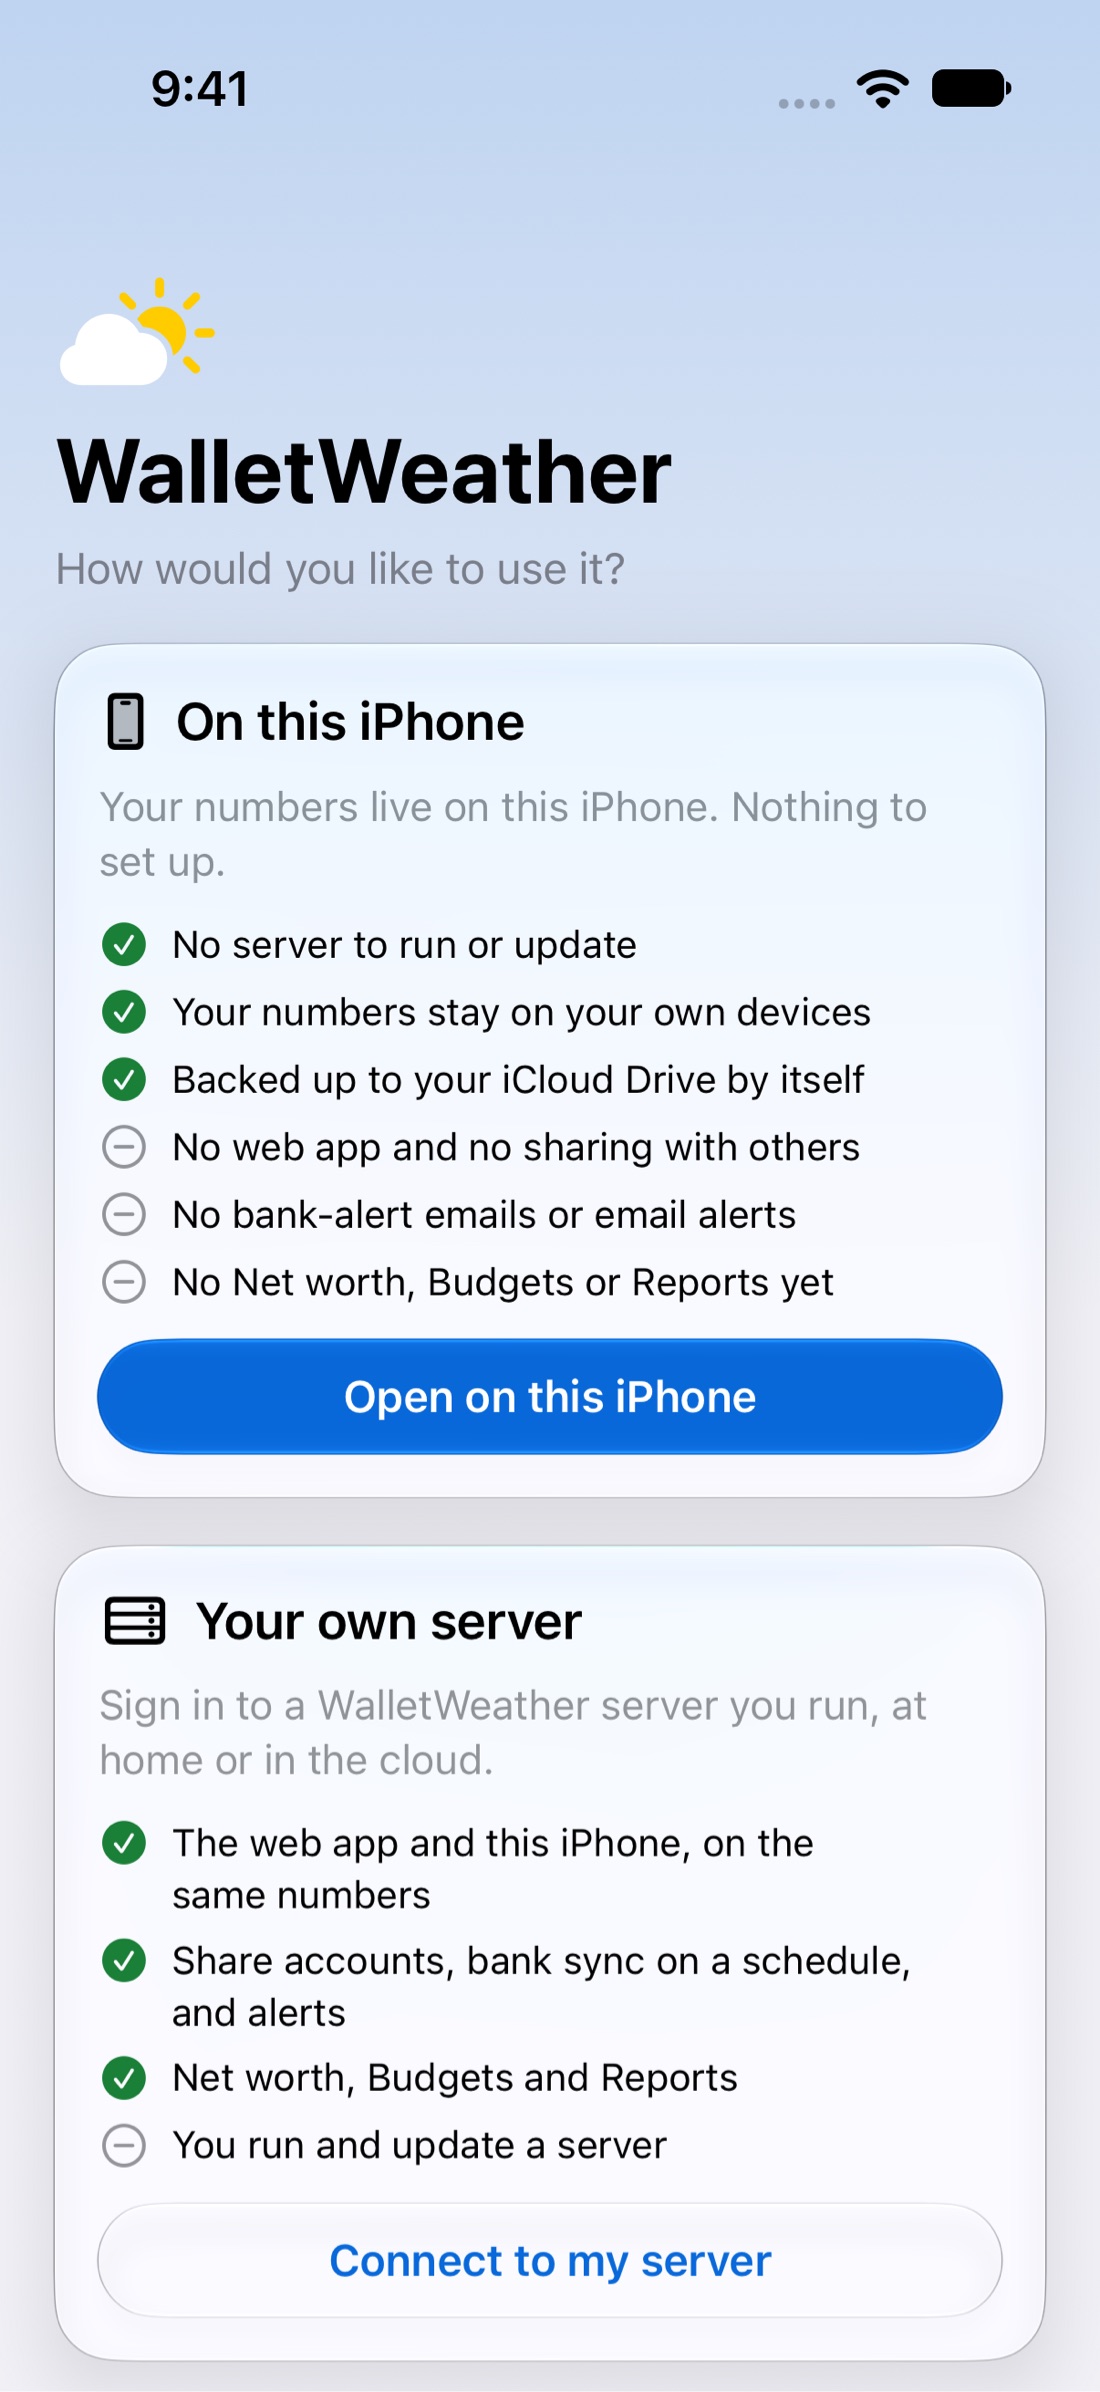 9:41
WalletWeather
How would you like to use it?
On this iPhone
Your numbers live on this iPhone. Nothing to
set up.
No server to run or update
Your numbers stay on your own devices
Backed up to your iCloud Drive by itself
No web app and no sharing with others
No bank-alert emails or email alerts
No Net worth, Budgets or Reports yet
Open on this iPhone
Your own server
Sign in to a WalletWeather server you run, at
home or in the cloud.
The web app and this iPhone, on the
same numbers
Share accounts, bank sync on a schedule,
and alerts
Net worth, Budgets and Reports
You run and update a server
Connect to my server